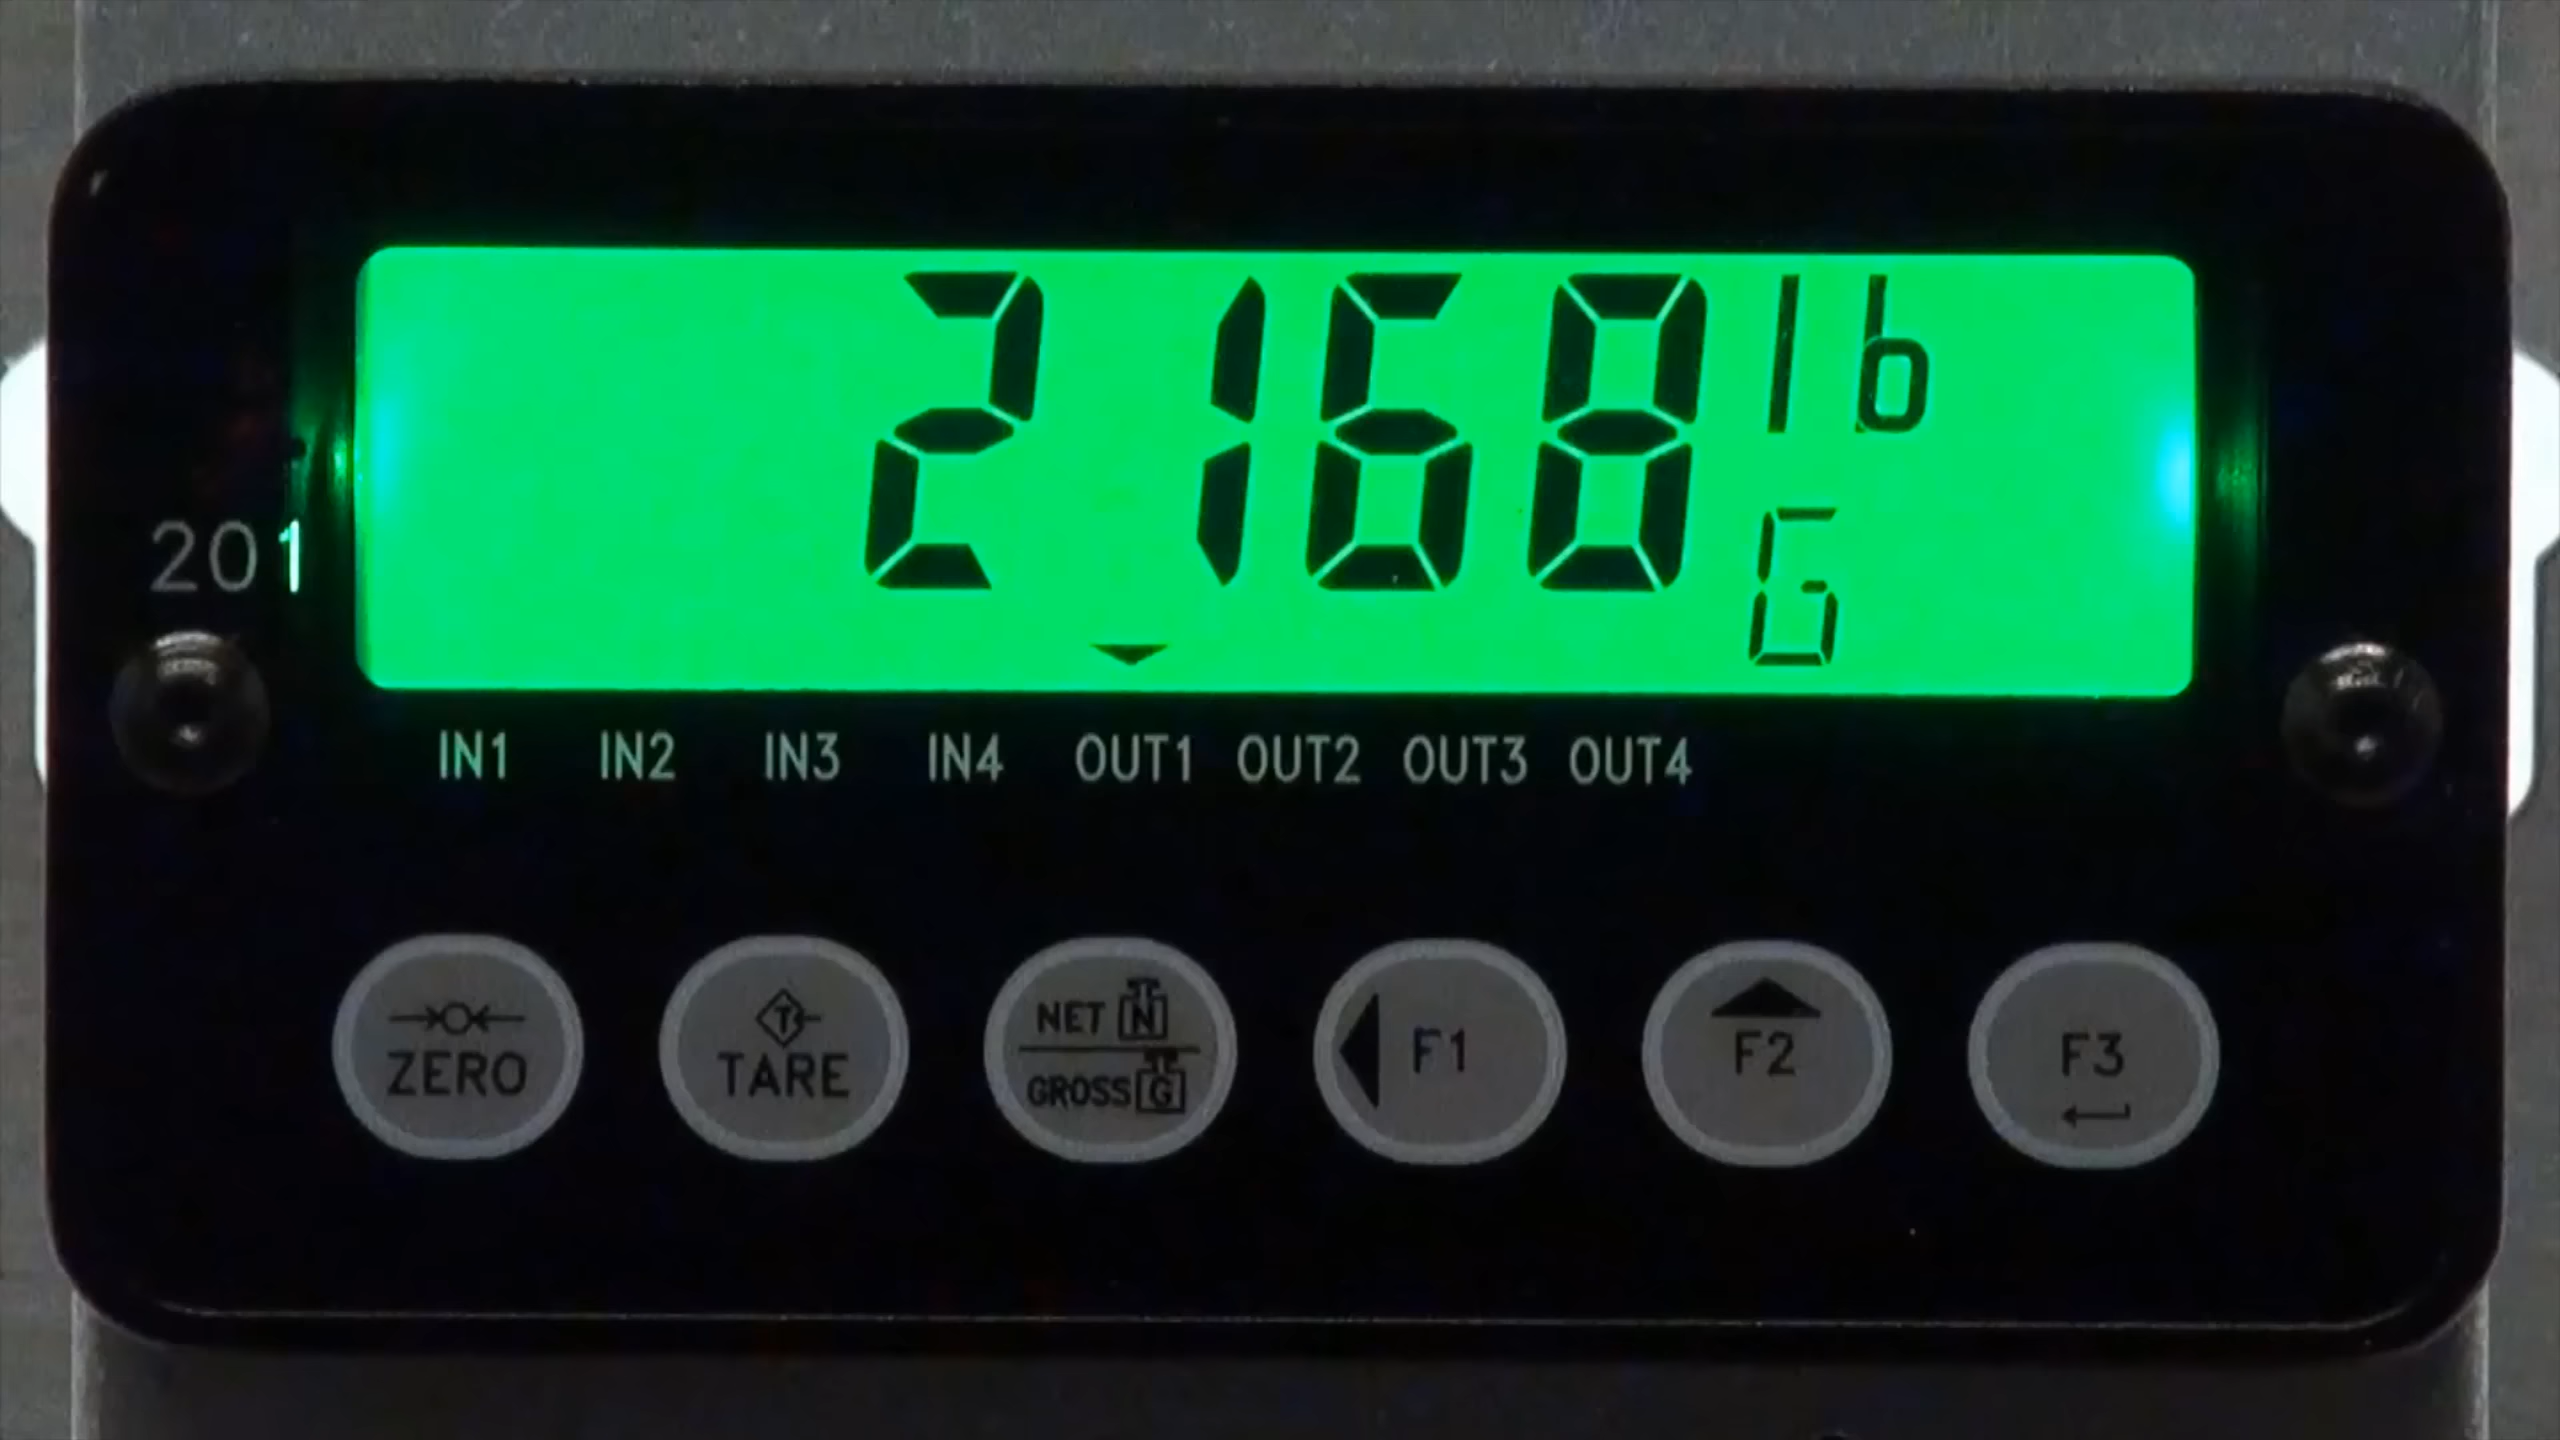 2168 lb
G
201
IN1 IN2 IN3 IN4 OUT1 OUT2 OUT3 OUT4
ZERO
T
TARE
NET N
GROSS G
F1
F2
F3